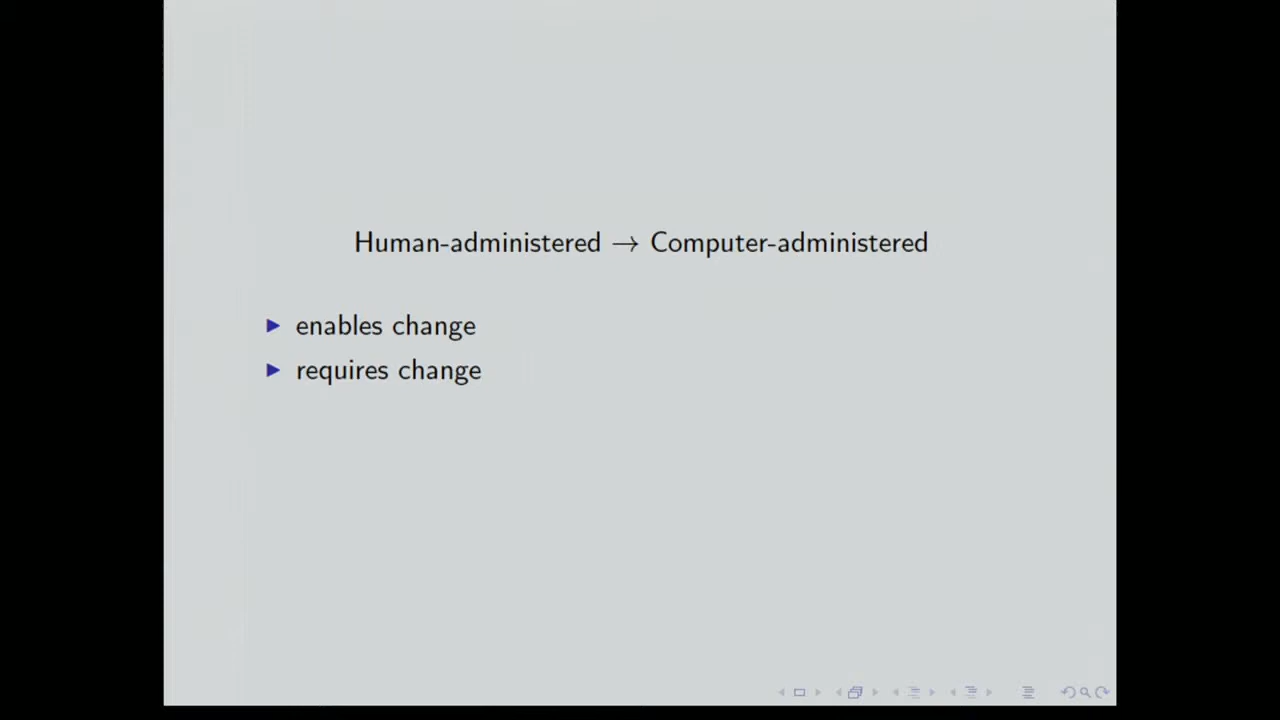 Human-administered → Computer-administered
enables change
requires change